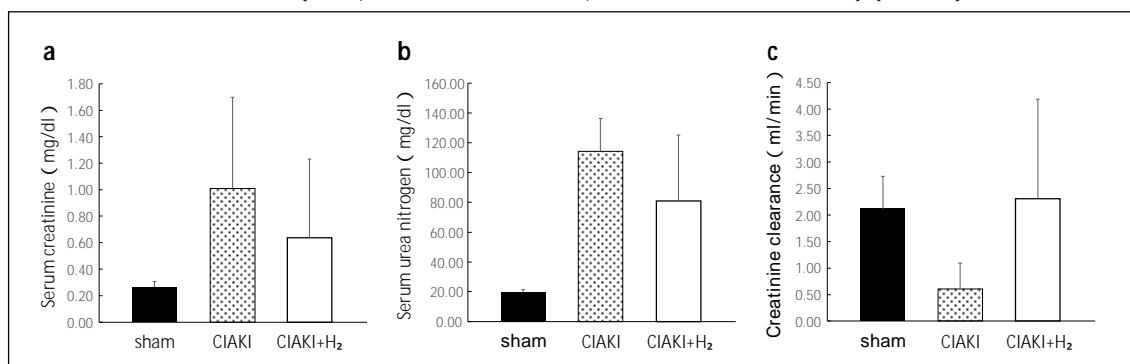 a
Serum creatinine ( mg/dl )
1.80
1.60
1.40
1.20
1.00
0.80
0.60
0.40
0.20
0.00
sham
CIAKI
CIAKI+H₂
b
Serum urea nitrogen ( mg/dl )
160.00
140.00
120.00
100.00
80.00
60.00
40.00
20.00
0.00
sham
CIAKI
CIAKI+H₂
c
Creatinine clearance ( ml/min )
4.50
4.00
3.50
3.00
2.50
2.00
1.50
1.00
0.50
0.00
sham
CIAKI
CIAKI+H₂